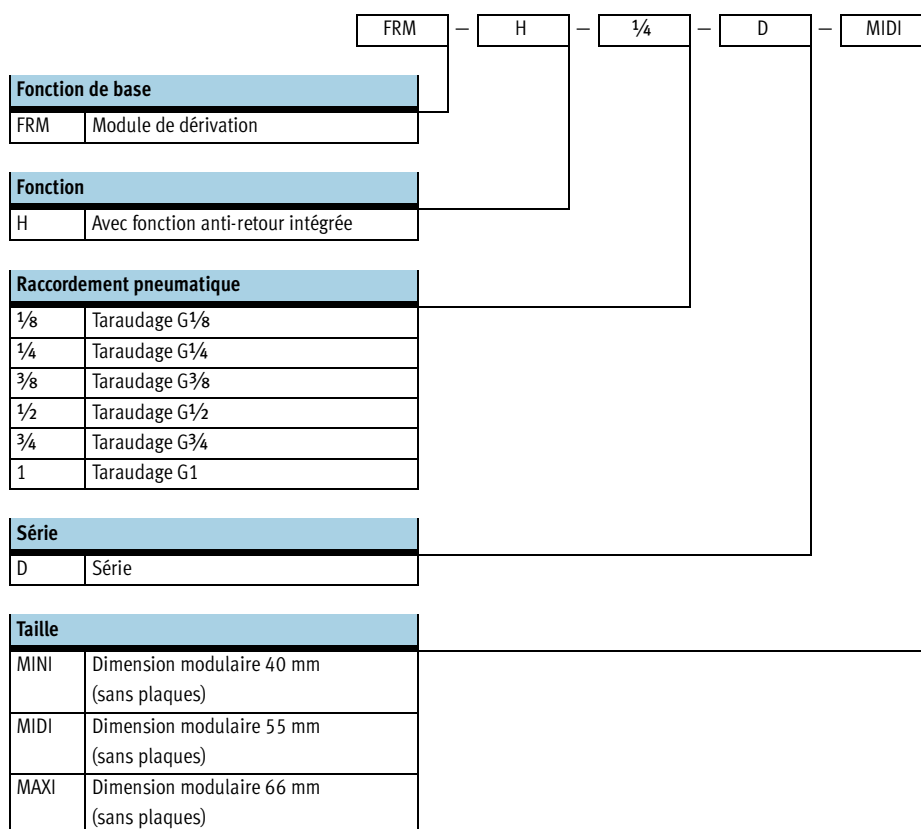 FRM – H – ¼ – D – MIDI
Fonction de base
FRM Module de dérivation
Fonction
H Avec fonction anti-retour intégrée
Raccordement pneumatique
⅛ Taraudage G⅛
¼ Taraudage G¼
⅜ Taraudage G⅜
½ Taraudage G½
¾ Taraudage G¾
1 Taraudage G1
Série
D Série
Taille
MINI Dimension modulaire 40 mm
(sans plaques)
MIDI Dimension modulaire 55 mm
(sans plaques)
MAXI Dimension modulaire 66 mm
(sans plaques)